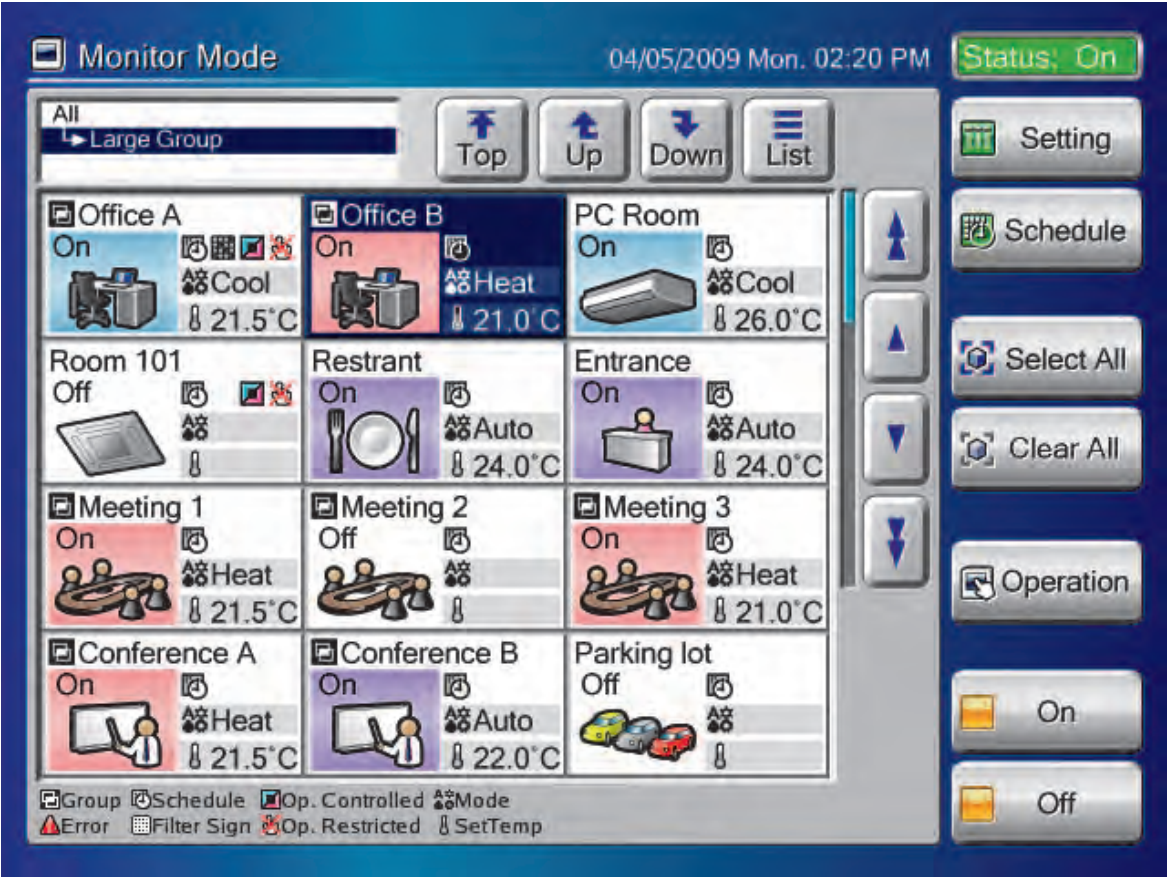 Monitor Mode
04/05/2009 Mon. 02:20 PM
Status: On
All
Large Group
Top
Up
Down
List
Setting
Schedule
Select All
Clear All
Operation
On
Off
Office A
On
Cool
21.5°C
Office B
On
Heat
21.0°C
PC Room
On
Cool
26.0°C
Room 101
Off
Restrant
On
Auto
24.0°C
Entrance
On
Auto
24.0°C
Meeting 1
On
Heat
21.5°C
Meeting 2
Off
Meeting 3
On
Heat
21.0°C
Conference A
On
Heat
21.5°C
Conference B
On
Auto
22.0°C
Parking lot
Off
Group Schedule Op. Controlled Mode
Error Filter Sign Op. Restricted SetTemp